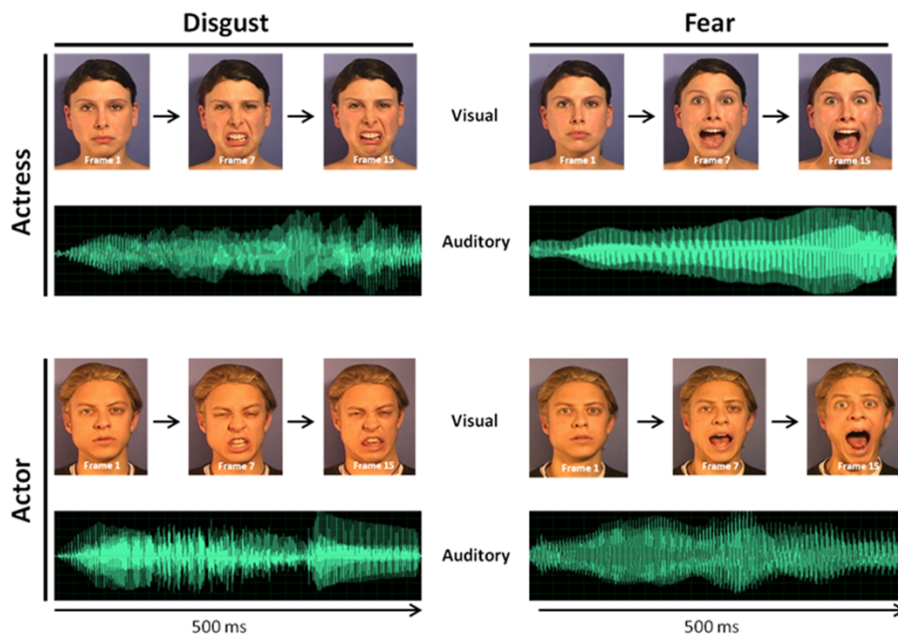 Disgust
Fear
Actress
Frame 1
Frame 7
Frame 15
Visual
Frame 1
Frame 7
Frame 15
Auditory
Actor
Frame 1
Frame 7
Frame 15
Visual
Frame 1
Frame 7
Frame 15
Auditory
500 ms
500 ms